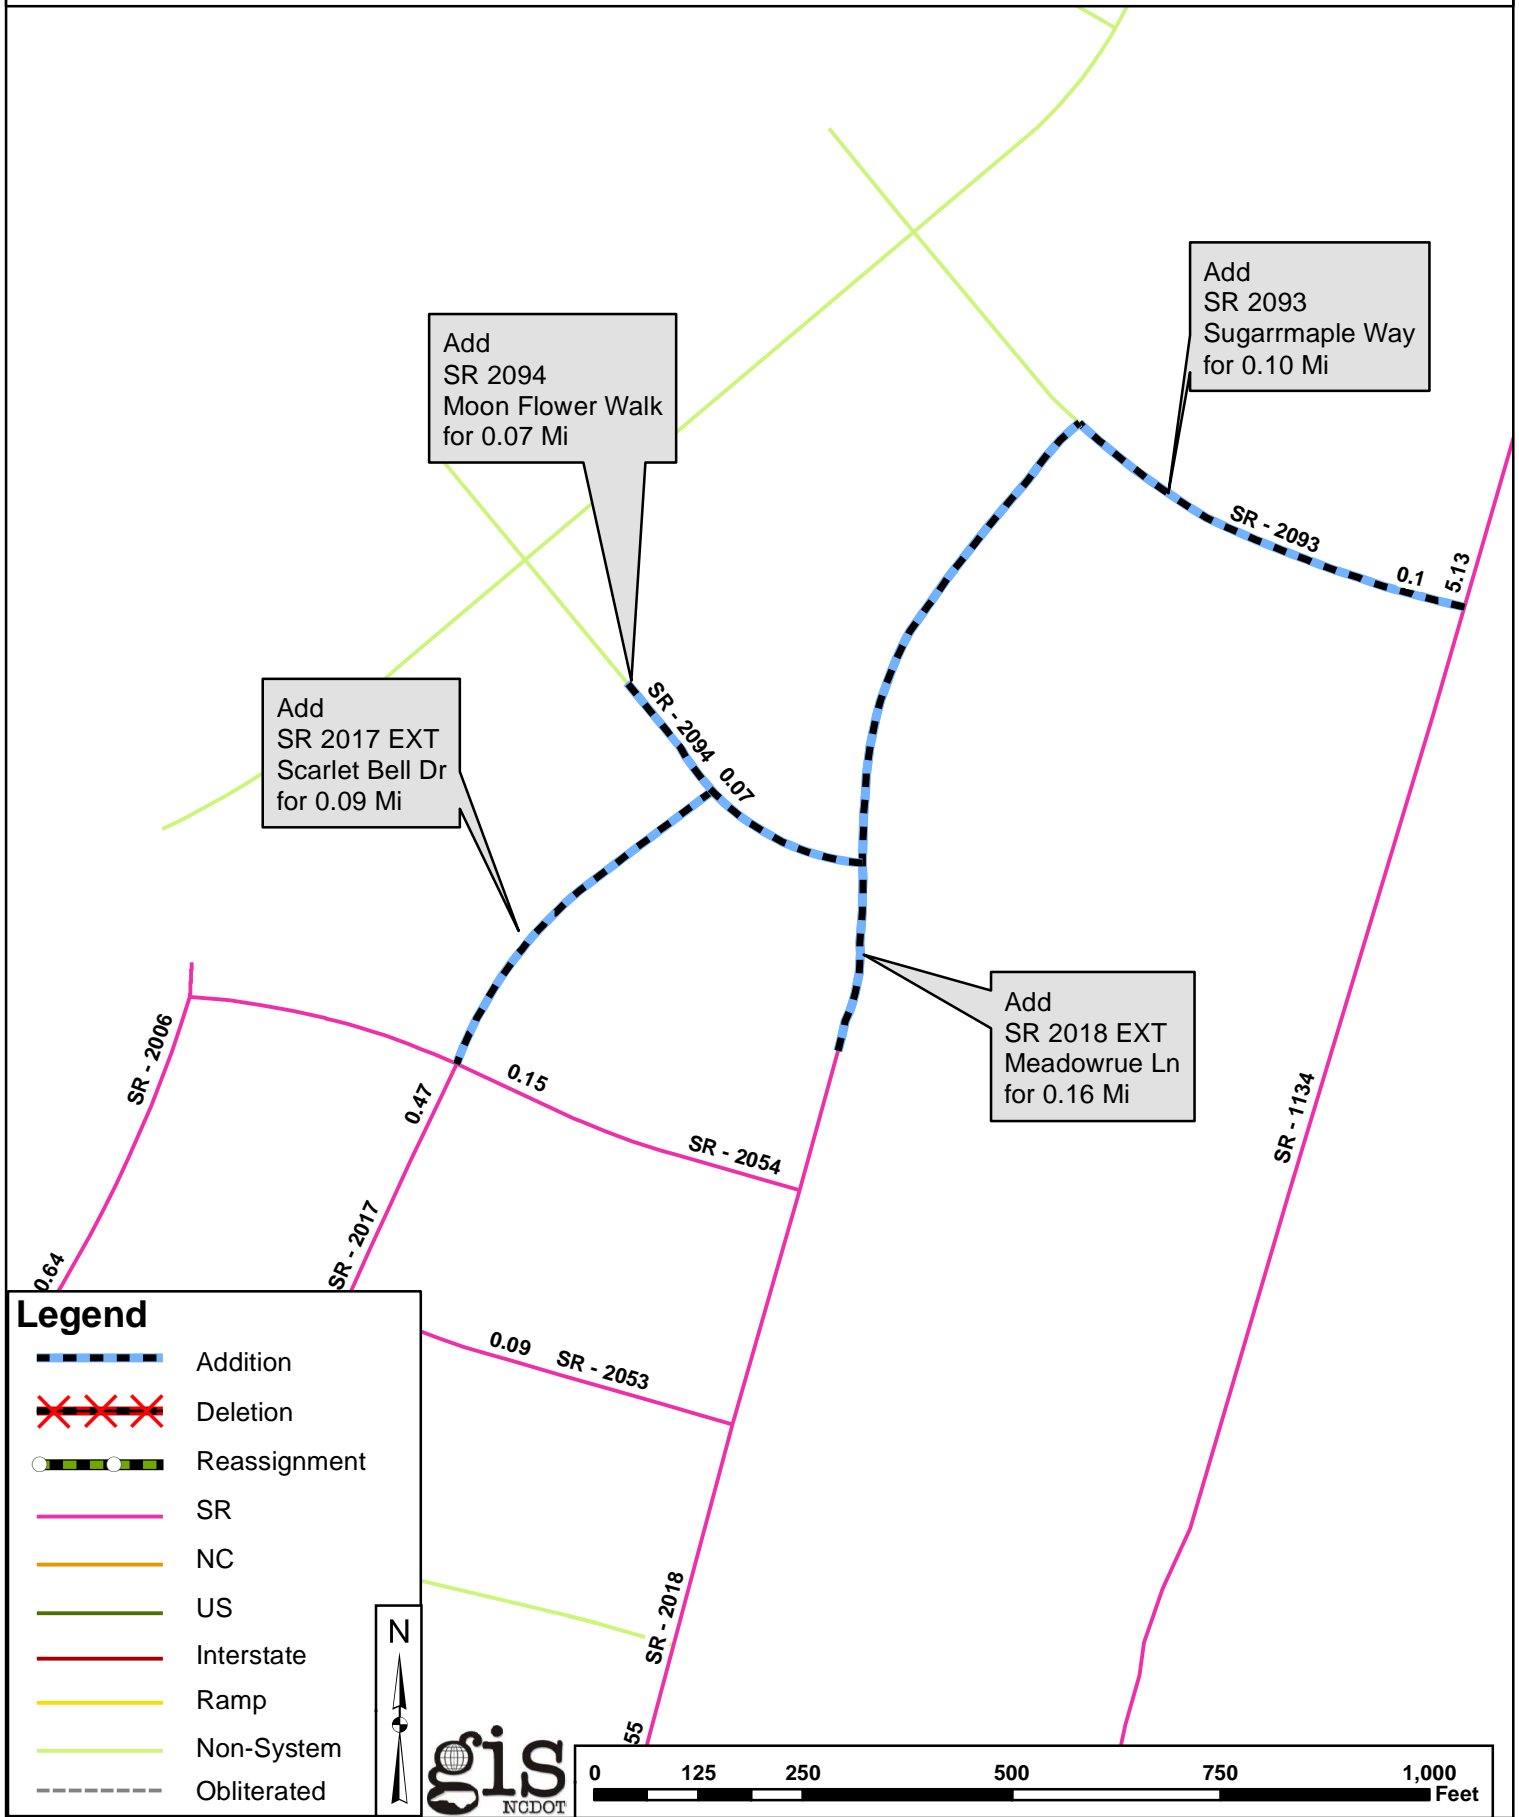 Add
SR 2093
Sugarrmaple Way
for 0.10 Mi
Add
SR 2094
Moon Flower Walk
for 0.07 Mi
SR - 2093
0.1
5.13
SR - 2094
0.07
Add
SR 2017 EXT
Scarlet Bell Dr
for 0.09 Mi
Add
SR 2018 EXT
Meadowrue Ln
for 0.16 Mi
SR - 2006
0.47
0.15
SR - 2054
SR - 1134
SR - 2017
0.64
0.09
SR - 2053
SR - 2018
55
Legend
Addition
Deletion
Reassignment
SR
NC
US
Interstate
Ramp
Non-System
Obliterated
N
gis
NCDOT
0 125 250 500 750 1,000
Feet